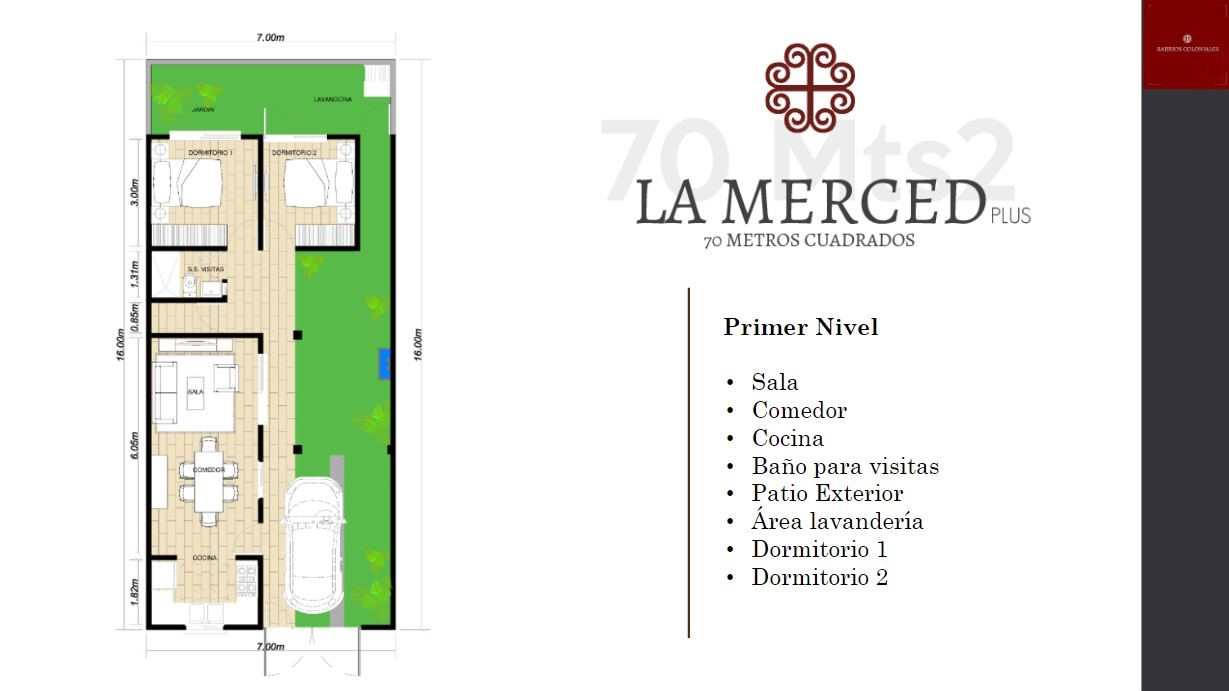 7.00m
JARDIN
LAVANDERIA
DORMITORIO 1
DORMITORIO 2
3.00m
S.S. VISITAS
1.31m
0.85m
16.00m
16.00m
SALA
6.05m
COMEDOR
COCINA
1.82m
7.00m
70 Mts2
LA MERCED PLUS
70 METROS CUADRADOS
Primer Nivel
• Sala
• Comedor
• Cocina
• Baño para visitas
• Patio Exterior
• Área lavandería
• Dormitorio 1
• Dormitorio 2
BARRIOS COLONIALES